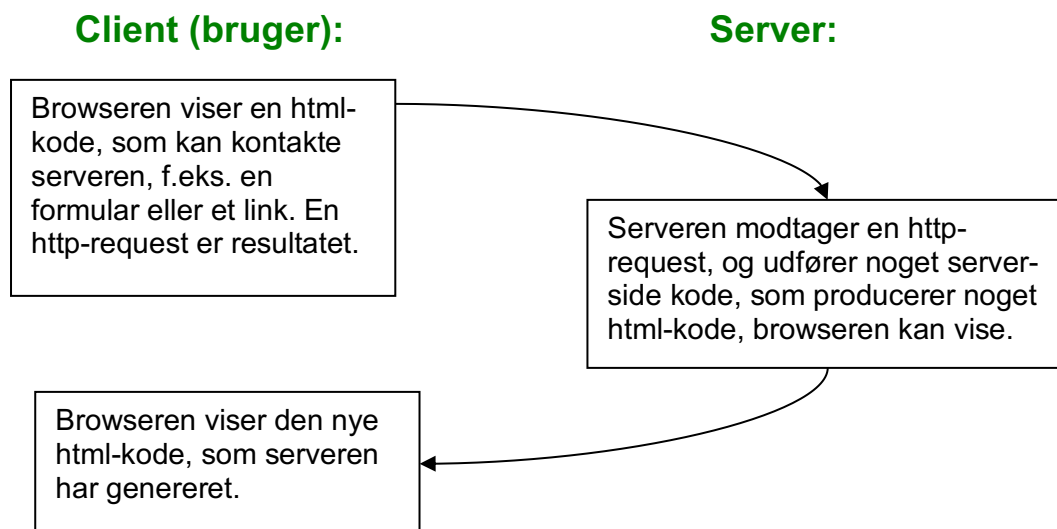 Client (bruger):
Server:
Browseren viser en html-
kode, som kan kontakte
serveren, f.eks. en
formular eller et link. En
http-request er resultatet.
Serveren modtager en http-
request, og udfører noget server-
side kode, som producerer noget
html-kode, browseren kan vise.
Browseren viser den nye
html-kode, som serveren
har genereret.